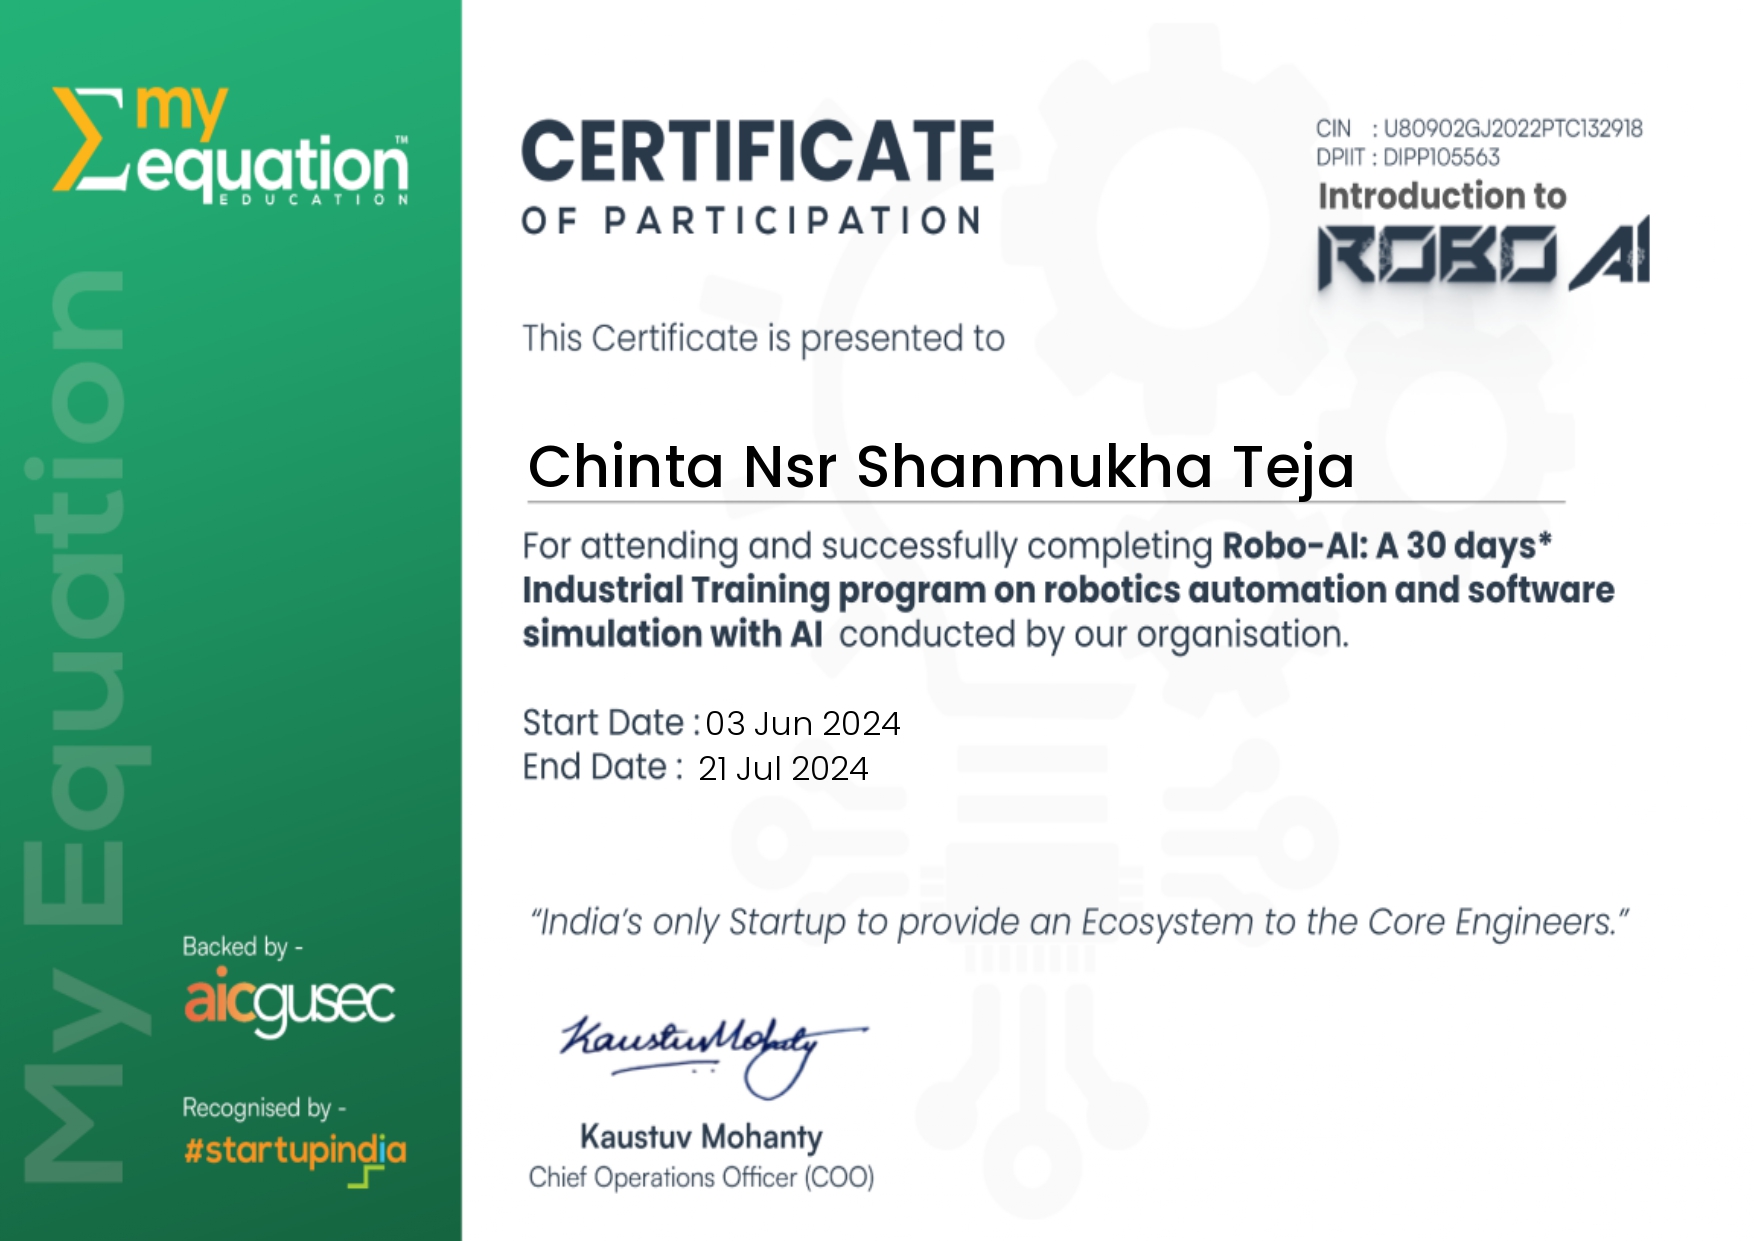 my
equation™
EDUCATION
My Equation
Backed by -
aicgusec
Recognised by -
#startupindia
CERTIFICATE
OF PARTICIPATION
CIN : U80902GJ2022PTC132918
DPIIT : DIPP105563
Introduction to
ROBO AI
This Certificate is presented to
Chinta Nsr Shanmukha Teja
For attending and successfully completing Robo-AI: A 30 days*
Industrial Training program on robotics automation and software
simulation with AI conducted by our organisation.
Start Date : 03 Jun 2024
End Date : 21 Jul 2024
“India’s only Startup to provide an Ecosystem to the Core Engineers.”
Kaustuv Mohanty
Kaustuv Mohanty
Chief Operations Officer (COO)